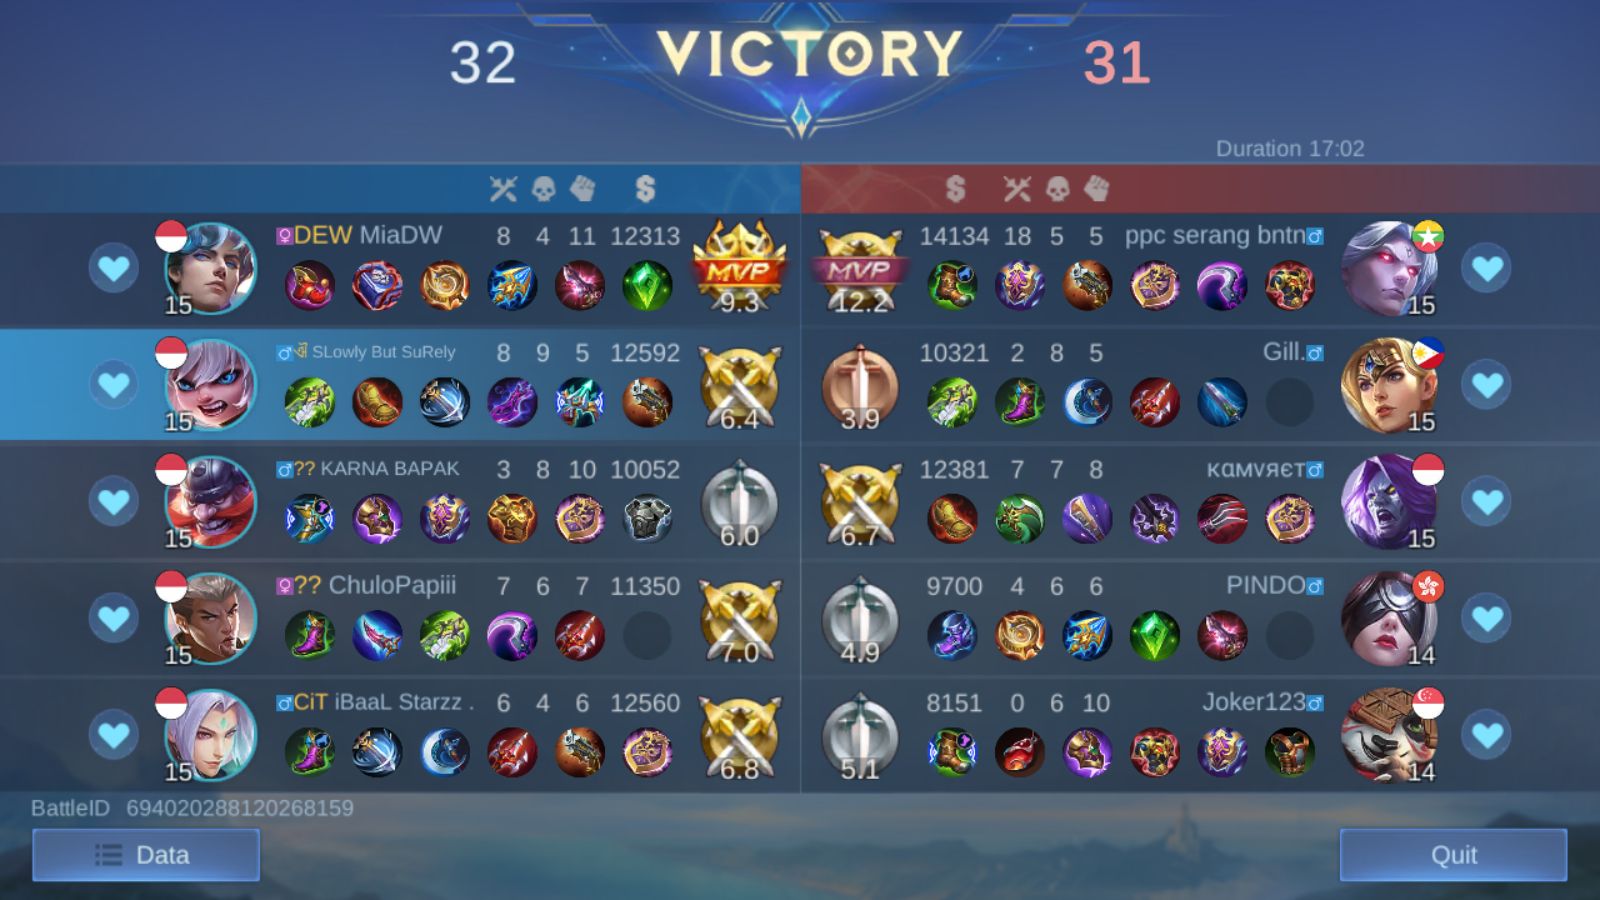 32 VICTORY 31
Duration 17:02
DEW MiaDW 8 4 11 12313 MVP 9.3 15
SLowly But SuRely 8 9 5 12592 6.4 15
?? KARNA BAPAK 3 8 10 10052 6.0 15
?? ChuloPapiii 7 6 7 11350 7.0 15
CiT iBaaL Starzz . 6 4 6 12560 6.8 15
MVP 12.2 14134 18 5 5 ppc serang bntn 15
3.9 10321 2 8 5 Gill. 15
6.7 12381 7 7 8 кαмvяєт 15
4.9 9700 4 6 6 PINDO 14
5.1 8151 0 6 10 Joker123 14
BattleID 694020288120268159
Data
Quit